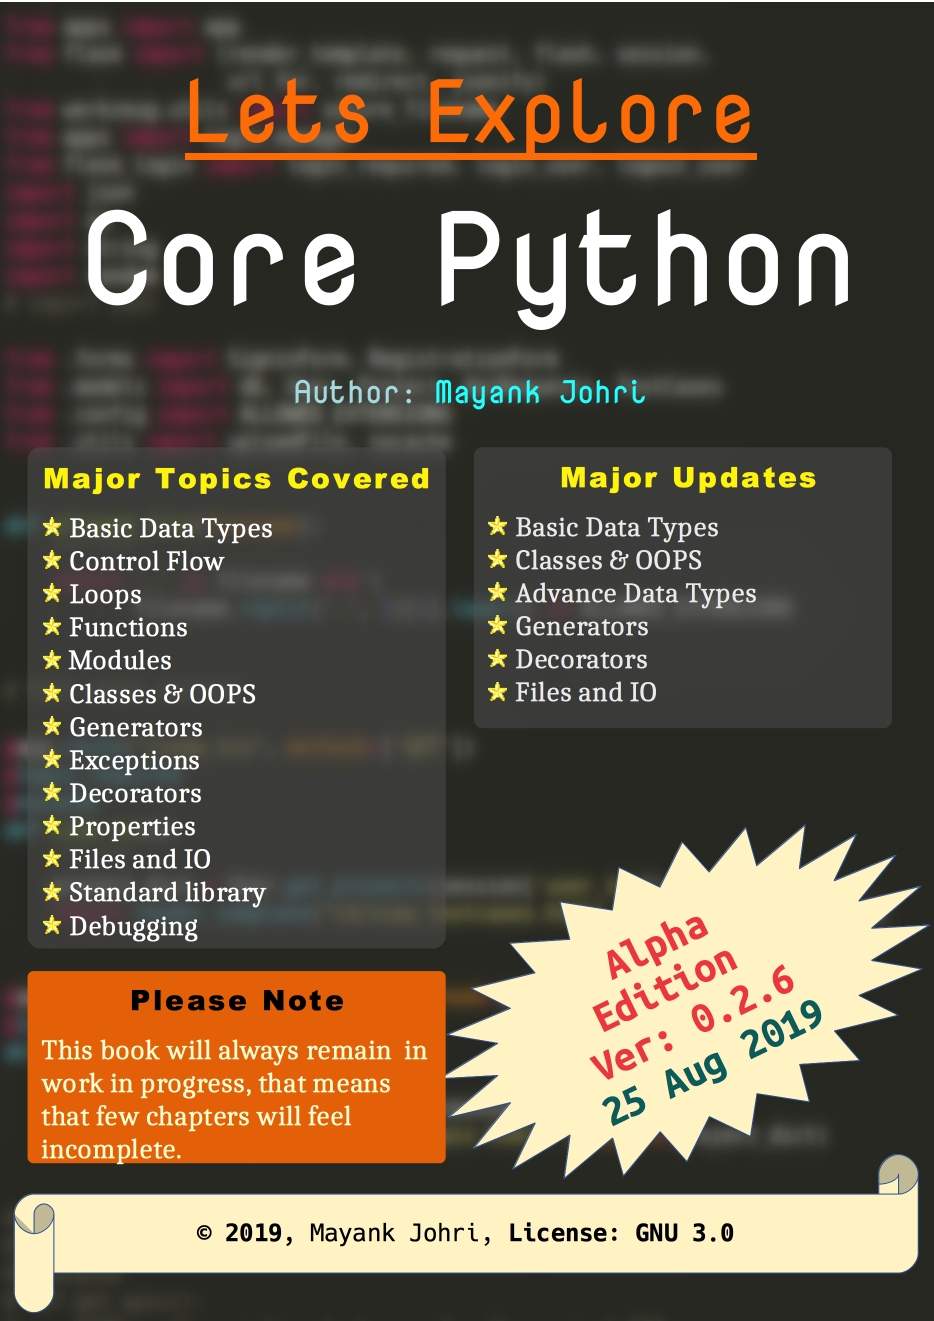 Lets Explore
Core Python
Author: Mayank Johri
Major Topics Covered
Basic Data Types
Control Flow
Loops
Functions
Modules
Classes & OOPS
Generators
Exceptions
Decorators
Properties
Files and IO
Standard library
Debugging
Major Updates
Basic Data Types
Classes & OOPS
Advance Data Types
Generators
Decorators
Files and IO
Please Note
This book will always remain in
work in progress, that means
that few chapters will feel
incomplete.
Alpha
Edition
Ver: 0.2.6
25 Aug 2019
© 2019, Mayank Johri, License: GNU 3.0